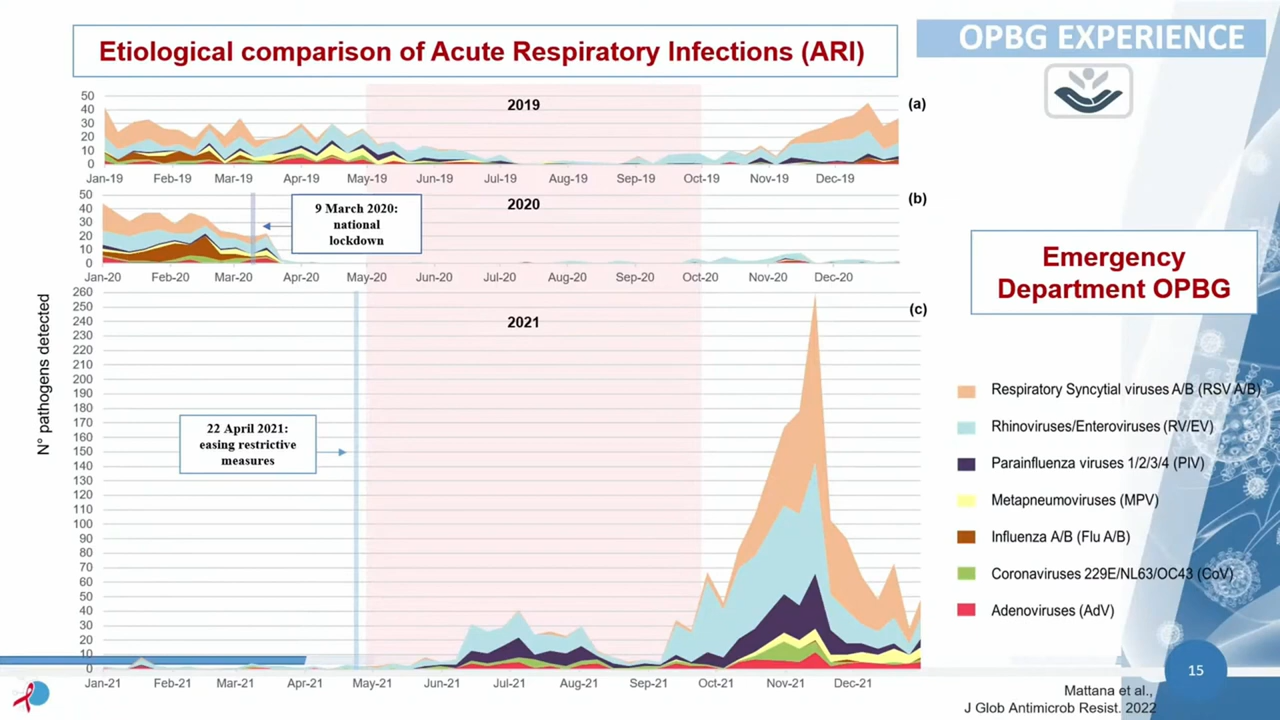 Etiological comparison of Acute Respiratory Infections (ARI)
OPBG EXPERIENCE
50
40
30
20
10
0
2019
(a)
Jan-19 Feb-19 Mar-19 Apr-19 May-19 Jun-19 Jul-19 Aug-19 Sep-19 Oct-19 Nov-19 Dec-19
50
40
30
20
10
0
9 March 2020:
national
lockdown
2020
(b)
Jan-20 Feb-20 Mar-20 Apr-20 May-20 Jun-20 Jul-20 Aug-20 Sep-20 Oct-20 Nov-20 Dec-20
N° pathogens detected
260
250
240
230
220
210
200
190
180
170
160
150
140
130
120
110
100
90
80
70
60
50
40
30
20
10
0
2021
(c)
22 April 2021:
easing restrictive
measures
Jan-21 Feb-21 Mar-21 Apr-21 May-21 Jun-21 Jul-21 Aug-21 Sep-21 Oct-21 Nov-21 Dec-21
Emergency
Department OPBG
Respiratory Syncytial viruses A/B (RSV A/B)
Rhinoviruses/Enteroviruses (RV/EV)
Parainfluenza viruses 1/2/3/4 (PIV)
Metapneumoviruses (MPV)
Influenza A/B (Flu A/B)
Coronaviruses 229E/NL63/OC43 (CoV)
Adenoviruses (AdV)
15
Mattana et al.,
J Glob Antimicrob Resist. 2022